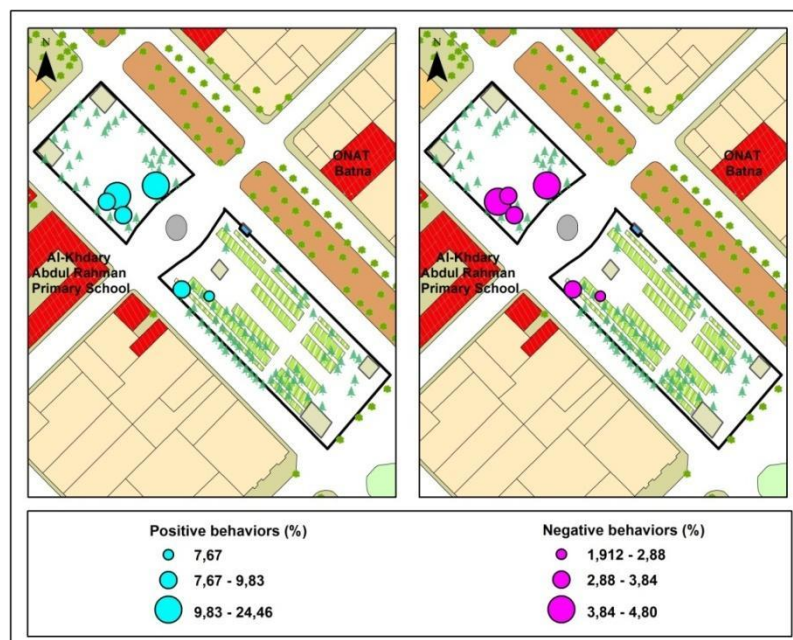 N
ONAT
Batna
Al-Khdary
Abdul Rahman
Primary School
N
ONAT
Batna
Al-Khdary
Abdul Rahman
Primary School
Positive behaviors (%)
7,67
7,67 - 9,83
9,83 - 24,46
Negative behaviors (%)
1,912 - 2,88
2,88 - 3,84
3,84 - 4,80